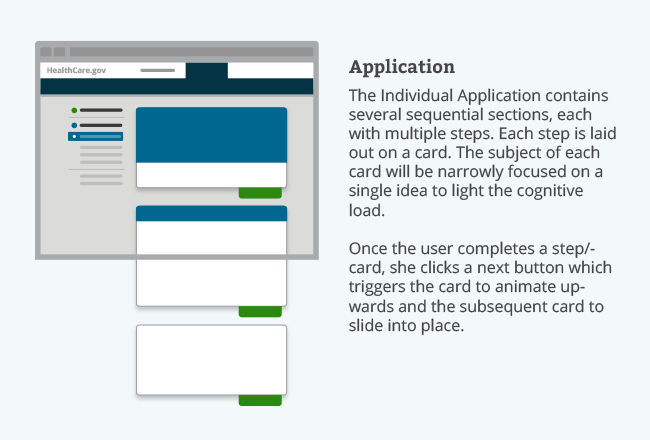 HealthCare.gov
Application
The Individual Application contains
several sequential sections, each
with multiple steps. Each step is laid
out on a card. The subject of each
card will be narrowly focused on a
single idea to light the cognitive
load.
Once the user completes a step/-
card, she clicks a next button which
triggers the card to animate up-
wards and the subsequent card to
slide into place.